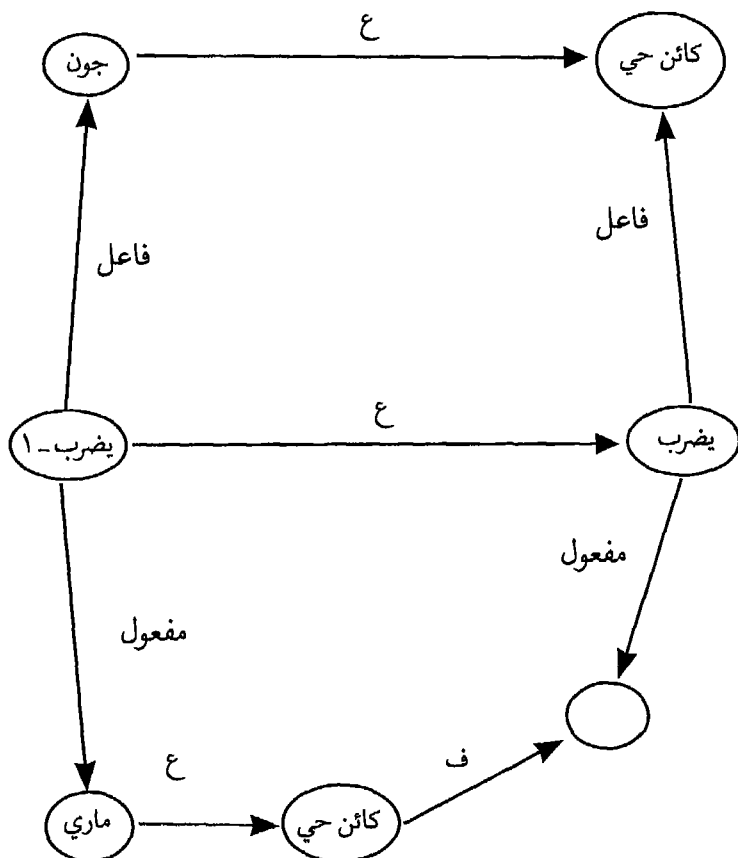 ع
كائن حي
جون
فاعل
فاعل
ع
يضرب
يضرب - ١
مفعول
مفعول
ف
ع
كائن حي
ماري